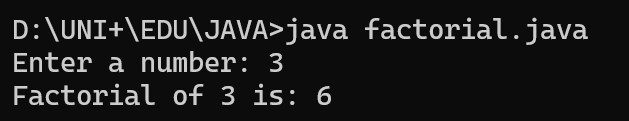 D:\UNI+\EDU\JAVA>java factorial.java
Enter a number: 3
Factorial of 3 is: 6